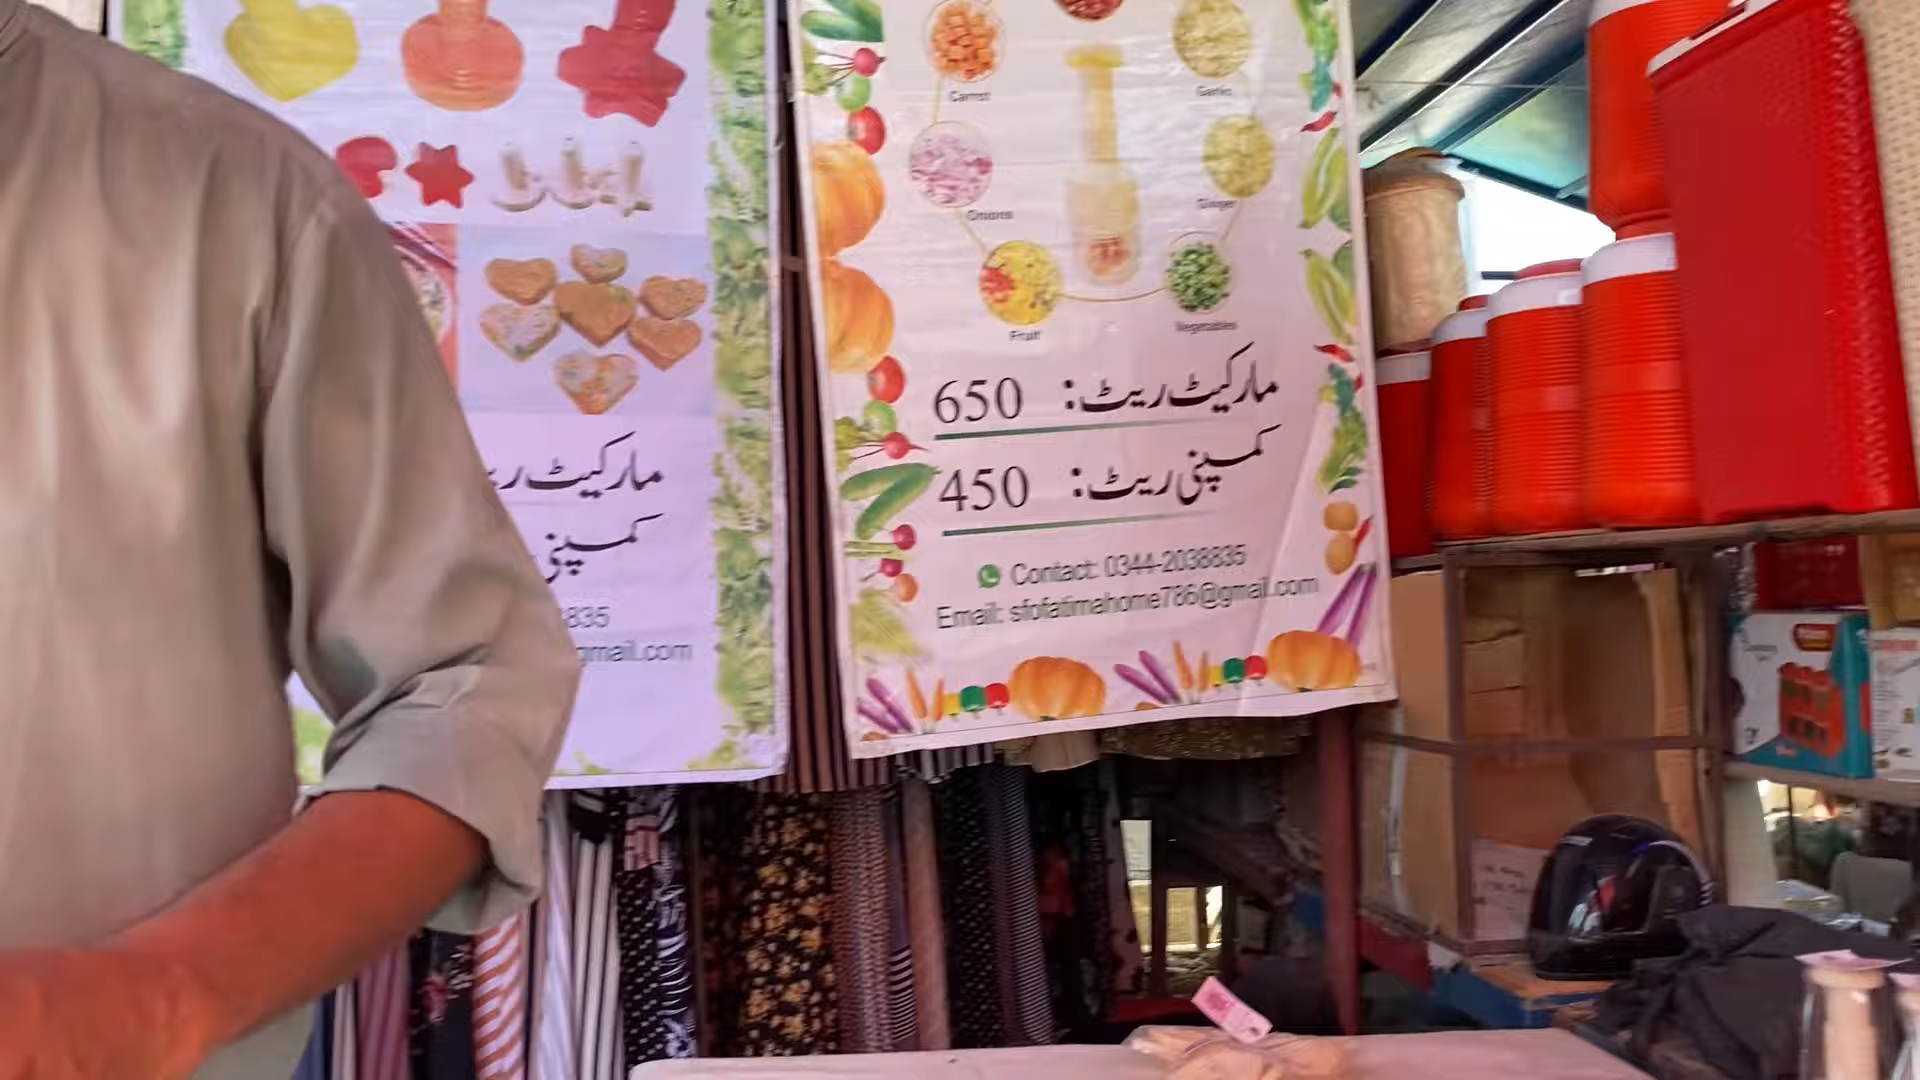 مارکیٹ
کمپنی
835
gmail.com
Carrot
Garlic
Onions
Ginger
Fruit
Vegetables
مارکیٹ ریٹ: 650
کمپنی ریٹ: 450
Contact: 0344-2038835
Email: sfofatimahome786@gmail.com